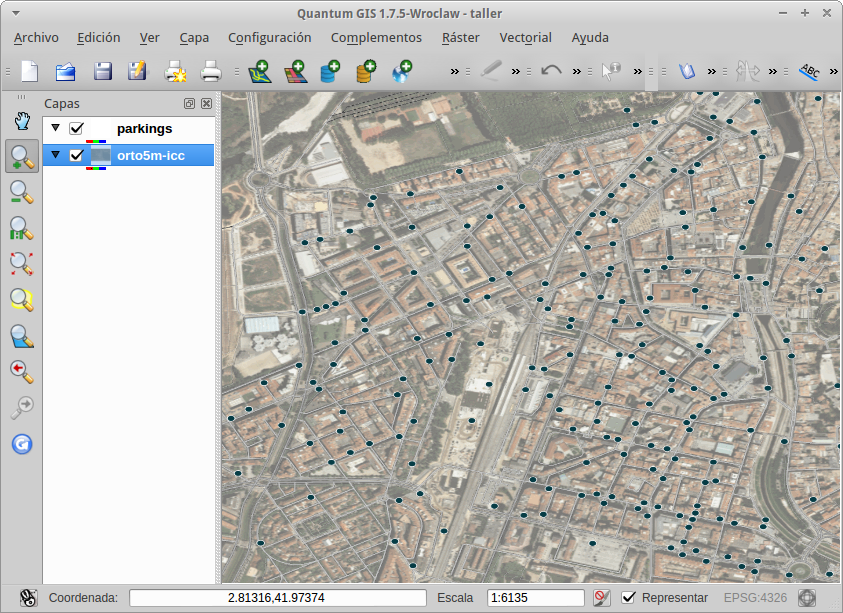 Quantum GIS 1.7.5-Wroclaw - taller
Archivo Edición Ver Capa Configuración Complementos Ráster Vectorial Ayuda
» » » » » » ABC »
Capas
parkings
orto5m-icc
Coordenada: 2.81316,41.97374 Escala 1:6135 Representar EPSG:4326